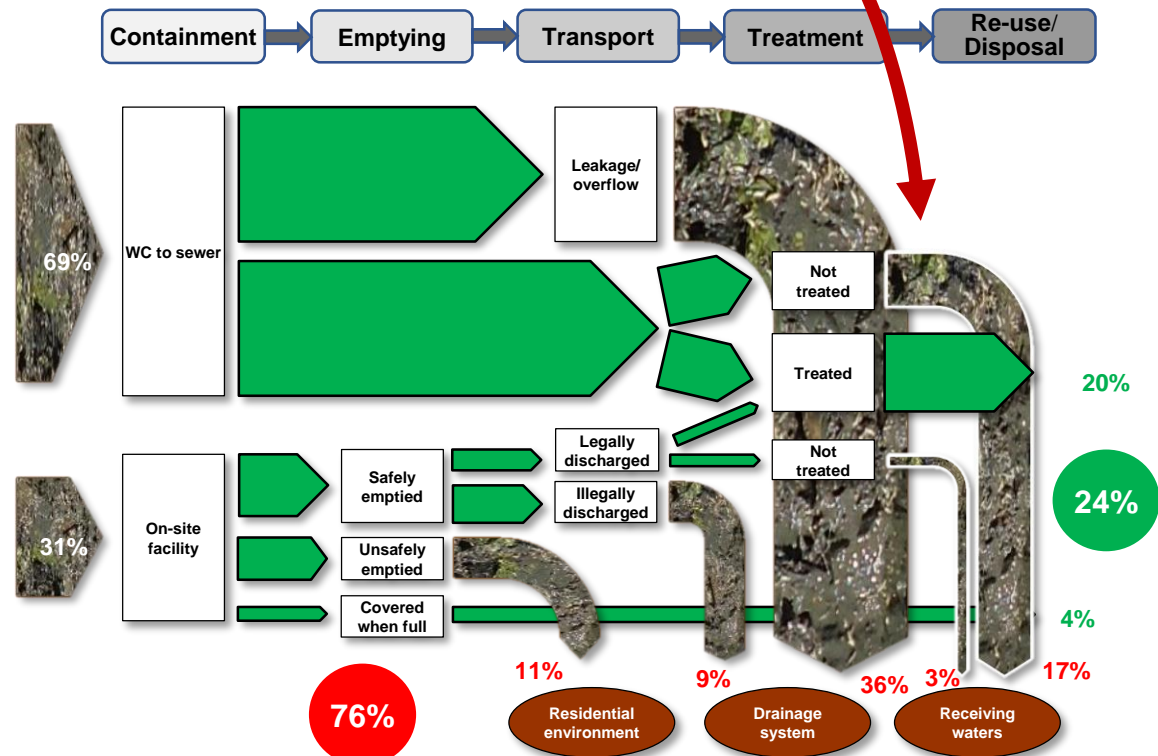 Containment
Emptying
Transport
Treatment
Re-use/
Disposal
69%
WC to sewer
Leakage/
overflow
Not
treated
Treated
20%
31%
On-site
facility
Safely
emptied
Legally
discharged
Not
treated
Illegally
discharged
24%
Unsafely
emptied
Covered
when full
4%
76%
11%
9%
36%
3%
17%
Residential
environment
Drainage
system
Receiving
waters